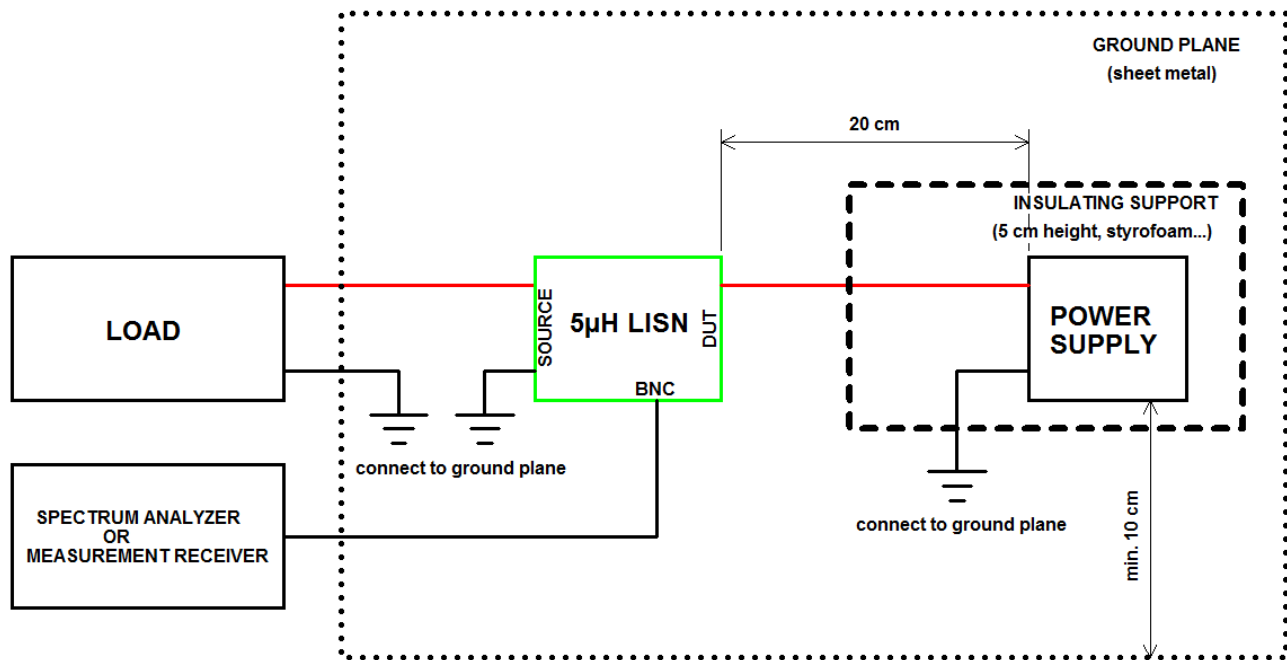 GROUND PLANE
(sheet metal)
20 cm
INSULATING SUPPORT
(5 cm height, styrofoam...)
LOAD
SOURCE
5µH LISN
DUT
BNC
POWER
SUPPLY
connect to ground plane
SPECTRUM ANALYZER
OR
MEASUREMENT RECEIVER
connect to ground plane
min. 10 cm